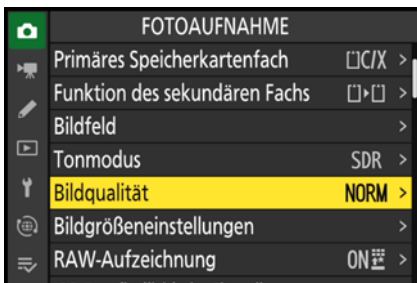 FOTOAUFNAHME
Primäres Speicherkartenfach C/X
Funktion des sekundären Fachs
Bildfeld
Tonmodus SDR
Bildqualität NORM
Bildgrößeneinstellungen
RAW-Aufzeichnung ON